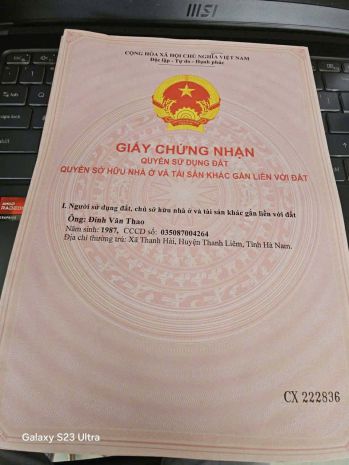 msi
CỘNG HÒA XÃ HỘI CHỦ NGHĨA VIỆT NAM
Độc lập - Tự do - Hạnh phúc
GIẤY CHỨNG NHẬN
QUYỀN SỬ DỤNG ĐẤT
QUYỀN SỞ HỮU NHÀ Ở VÀ TÀI SẢN KHÁC GẮN LIỀN VỚI ĐẤT
I. Người sử dụng đất, chủ sở hữu nhà ở và tài sản khác gắn liền với đất
Ông: Đinh Văn Thao
Năm sinh: 1987, CCCD số: 035087004264
Địa chỉ thường trú: Xã Thanh Hải, Huyện Thanh Liêm, Tỉnh Hà Nam.
AMD
RADEON
CX 222836
Galaxy S23 Ultra